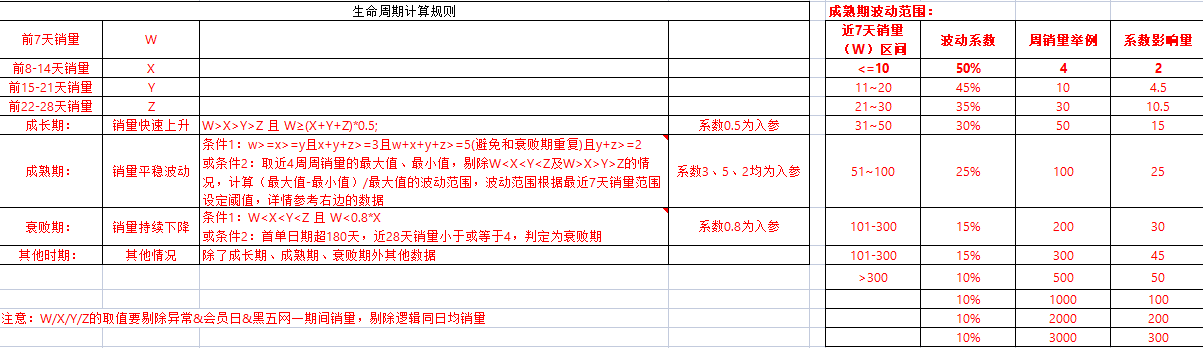 生命周期计算规则
前7天销量 W
前8-14天销量 X
前15-21天销量 Y
前22-28天销量 Z
成长期: 销量快速上升 W>X>Y>Z 且 W≥(X+Y+Z)*0.5; 系数0.5为入参
成熟期: 销量平稳波动 条件1: w>=x>=y且x+y+z>=3且w+x+y+z>=5(避免和衰败期重复)且y+z>=2
或条件2: 取近4周周销量的最大值、最小值，剔除W<X<Y<Z及W>X>Y>Z的情
况，计算（最大值-最小值）/最大值的波动范围，波动范围根据最近7天销量范围
设定阈值，详情参考右边的数据
系数3、5、2均为入参
衰败期: 销量持续下降 条件1: W<X<Y<Z 且 W<0.8*X
或条件2: 首单日期超180天，近28天销量小于或等于4，判定为衰败期
系数0.8为入参
其他时期: 其他情况 除了成长期、成熟期、衰败期外其他数据
注意: W/X/Y/Z的取值要剔除异常&会员日&黑五网一期间销量，剔除逻辑同日均销量
成熟期波动范围:
近7天销量
（W）区间 波动系数 周销量举例 系数影响量
<=10 50% 4 2
11~20 45% 10 4.5
21~30 35% 30 10.5
31~50 30% 50 15
51~100 25% 100 25
101-300 15% 200 30
101-300 15% 300 45
>300 10% 500 50
10% 1000 100
10% 2000 200
10% 3000 300